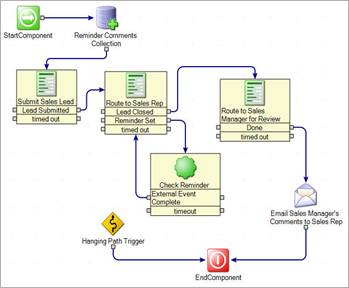 StartComponent
Reminder Comments
Collection
Submit Sales Lead
Lead Submitted
timed out
Route to Sales Rep
Lead Closed
Reminder Set
timed out
Route to Sales
Manager for Review
Done
timed out
Check Reminder
External Event
Complete
timeout
Email Sales Manager's
Comments to Sales Rep
Hanging Path Trigger
EndComponent